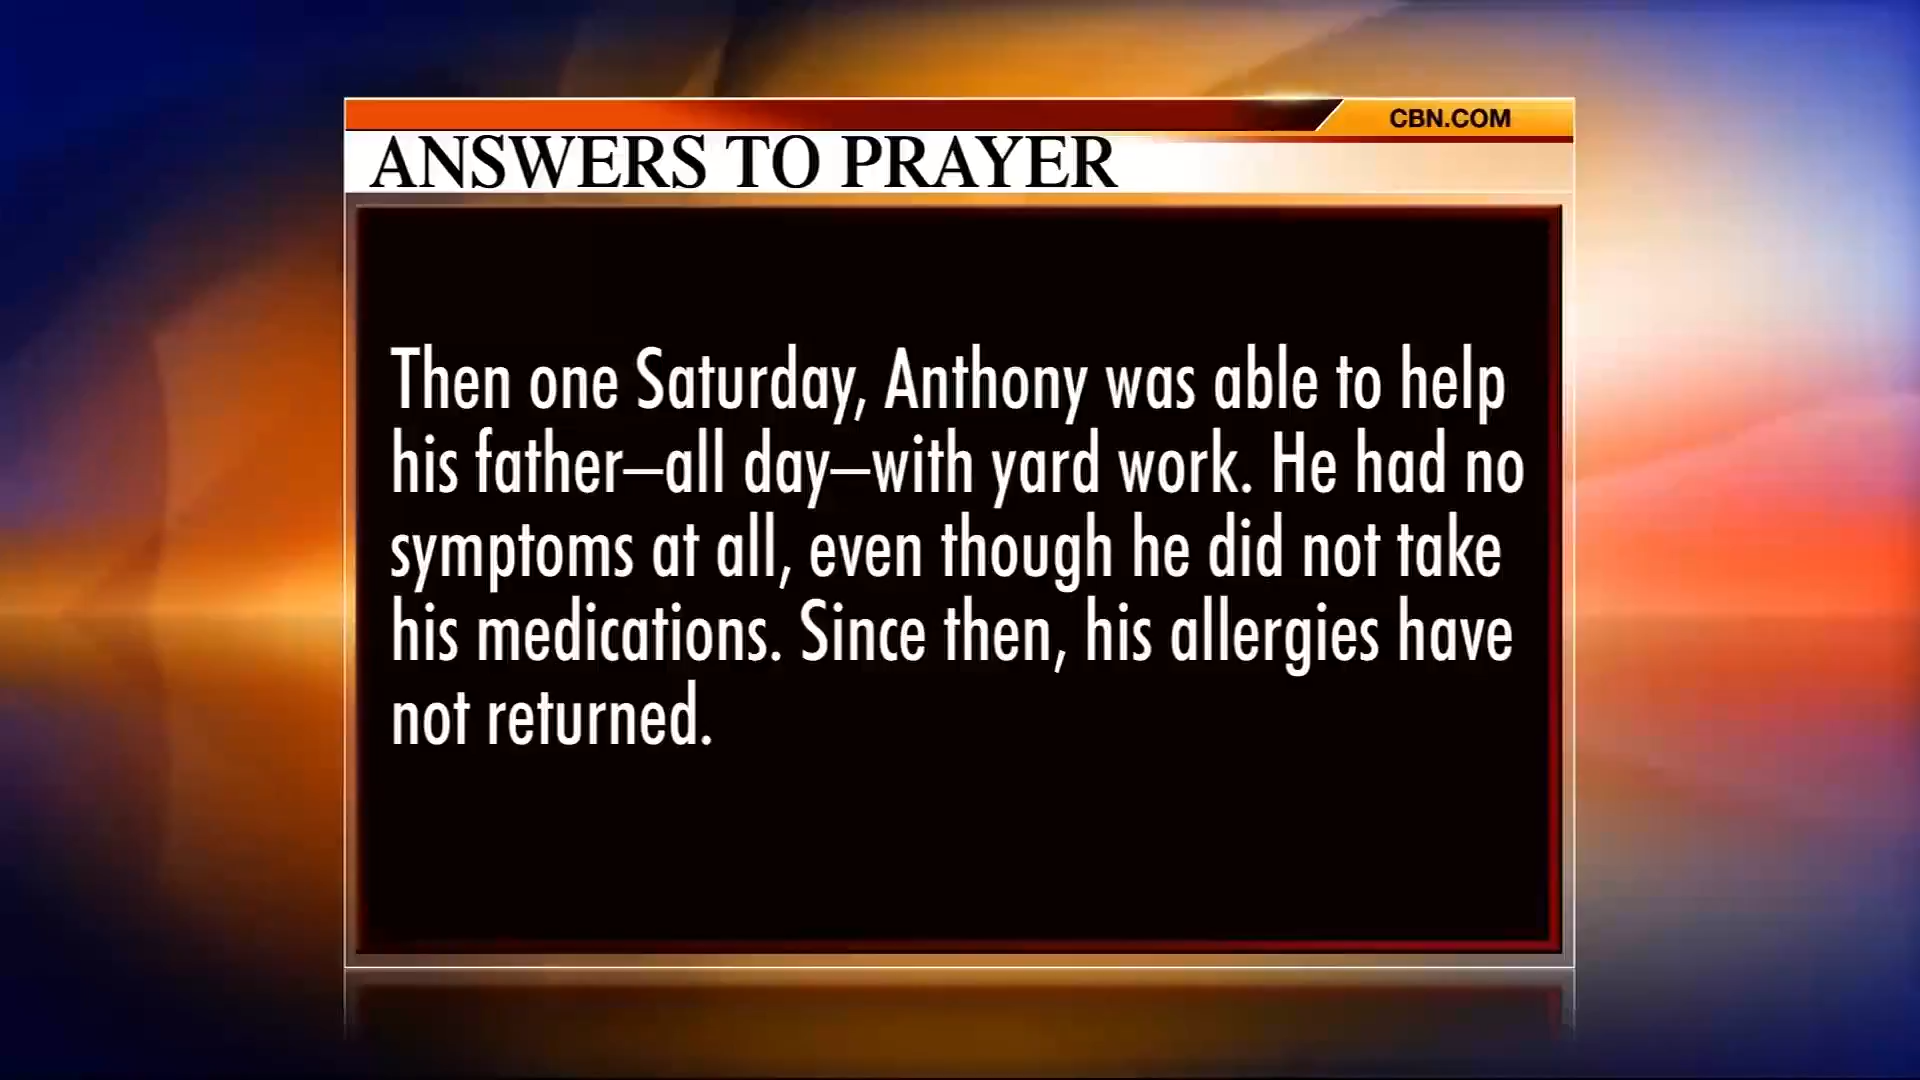 CBN.COM
ANSWERS TO PRAYER
Then one Saturday, Anthony was able to help
his father–all day–with yard work. He had no
symptoms at all, even though he did not take
his medications. Since then, his allergies have
not returned.